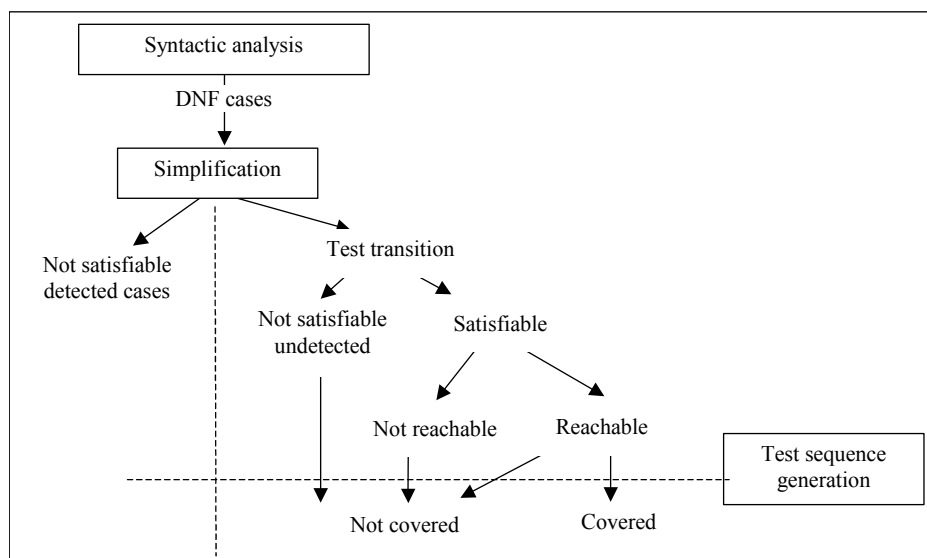 Syntactic analysis
DNF cases
Simplification
Test transition
Not satisfiable
detected cases
Not satisfiable
undetected
Satisfiable
Not reachable
Reachable
Test sequence
generation
Not covered
Covered